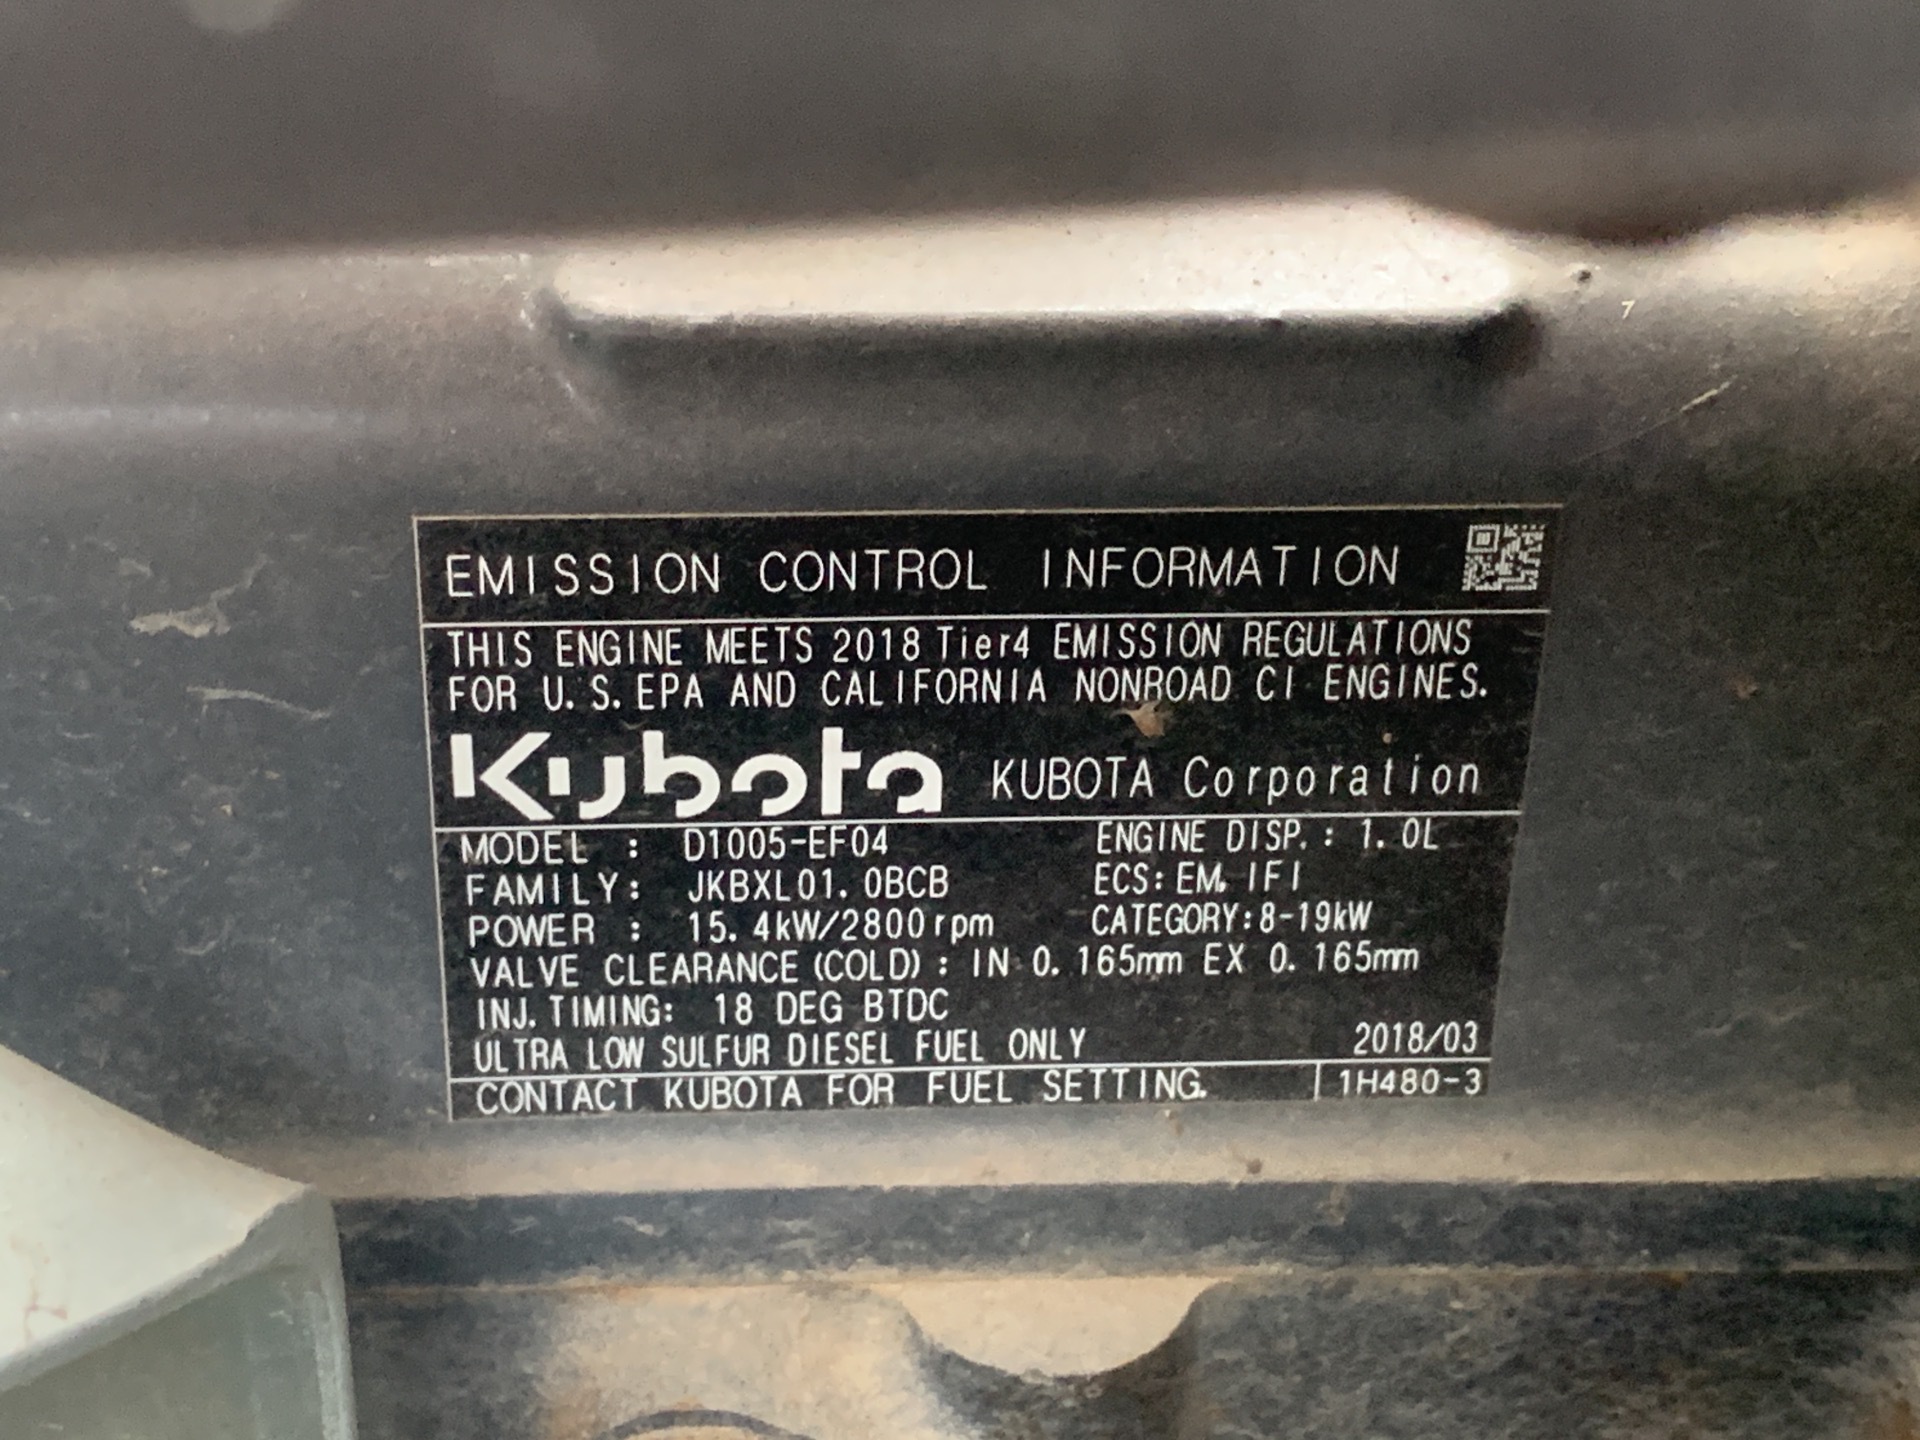 EMISSION CONTROL INFORMATION
THIS ENGINE MEETS 2018 Tier4 EMISSION REGULATIONS
FOR U.S.EPA AND CALIFORNIA NONROAD CI ENGINES.
Kubota KUBOTA Corporation
MODEL : D1005-EF04 ENGINE DISP.: 1.0L
FAMILY: JKBXL01.0BCB ECS: EM, IFI
POWER : 15.4kW/2800rpm CATEGORY:8-19kW
VALVE CLEARANCE (COLD) : IN 0.165mm EX 0.165mm
INJ.TIMING: 18 DEG BTDC
ULTRA LOW SULFUR DIESEL FUEL ONLY 2018/03
CONTACT KUBOTA FOR FUEL SETTING. 1H480-3